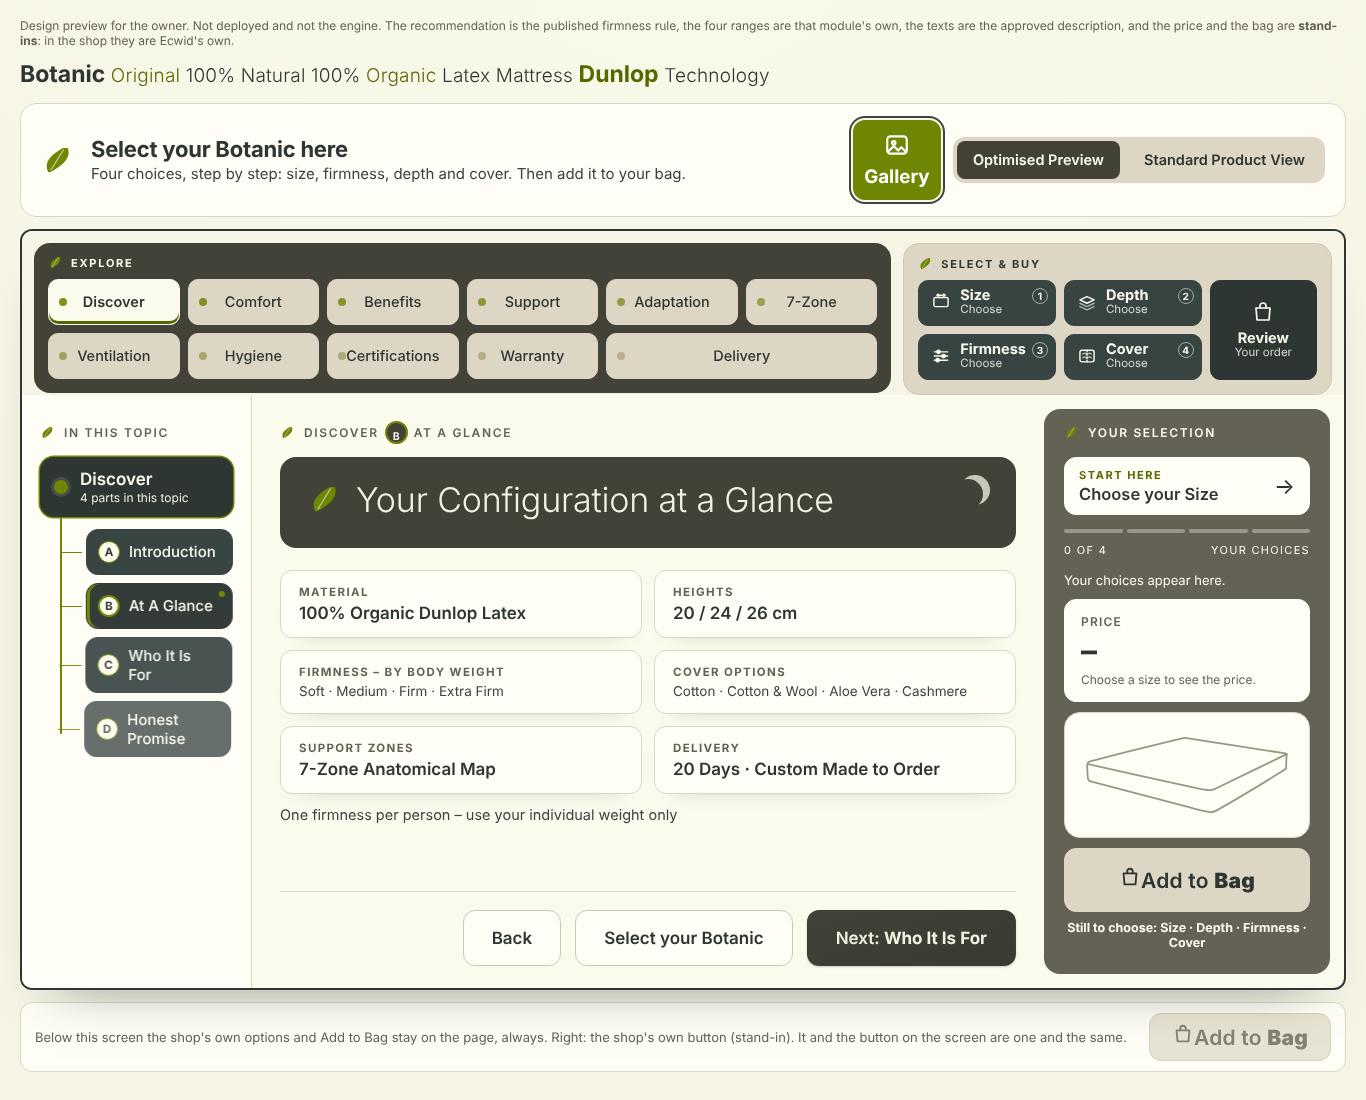 Design preview for the owner. Not deployed and not the engine. The recommendation is the published firmness rule, the four ranges are that module's own, the texts are the approved description, and the price and the bag are stand-
ins: in the shop they are Ecwid's own.
Botanic Original 100% Natural 100% Organic Latex Mattress Dunlop Technology
Select your Botanic here
Four choices, step by step: size, firmness, depth and cover. Then add it to your bag.
Gallery
Optimised Preview
Standard Product View
EXPLORE
Discover
Comfort
Benefits
Support
Adaptation
7-Zone
Ventilation
Hygiene
Certifications
Warranty
Delivery
SELECT & BUY
Size
Choose
1
Depth
Choose
2
Firmness
Choose
3
Cover
Choose
4
Review
Your order
IN THIS TOPIC
Discover
4 parts in this topic
A Introduction
B At A Glance
C Who It Is
For
D Honest
Promise
DISCOVER B AT A GLANCE
Your Configuration at a Glance
MATERIAL
100% Organic Dunlop Latex
HEIGHTS
20 / 24 / 26 cm
FIRMNESS – BY BODY WEIGHT
Soft · Medium · Firm · Extra Firm
COVER OPTIONS
Cotton · Cotton & Wool · Aloe Vera · Cashmere
SUPPORT ZONES
7-Zone Anatomical Map
DELIVERY
20 Days · Custom Made to Order
One firmness per person – use your individual weight only
Back
Select your Botanic
Next: Who It Is For
YOUR SELECTION
START HERE
Choose your Size
0 OF 4
YOUR CHOICES
Your choices appear here.
PRICE
–
Choose a size to see the price.
Add to Bag
Still to choose: Size · Depth · Firmness ·
Cover
Below this screen the shop's own options and Add to Bag stay on the page, always. Right: the shop's own button (stand-in). It and the button on the screen are one and the same.
Add to Bag